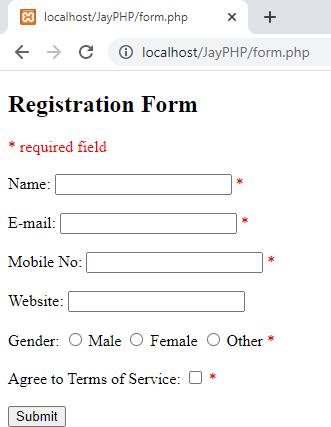 localhost/JayPHP/form.php
localhost/JayPHP/form.php
Registration Form
* required field
Name: *
E-mail: *
Mobile No: *
Website:
Gender: Male Female Other *
Agree to Terms of Service: *
Submit